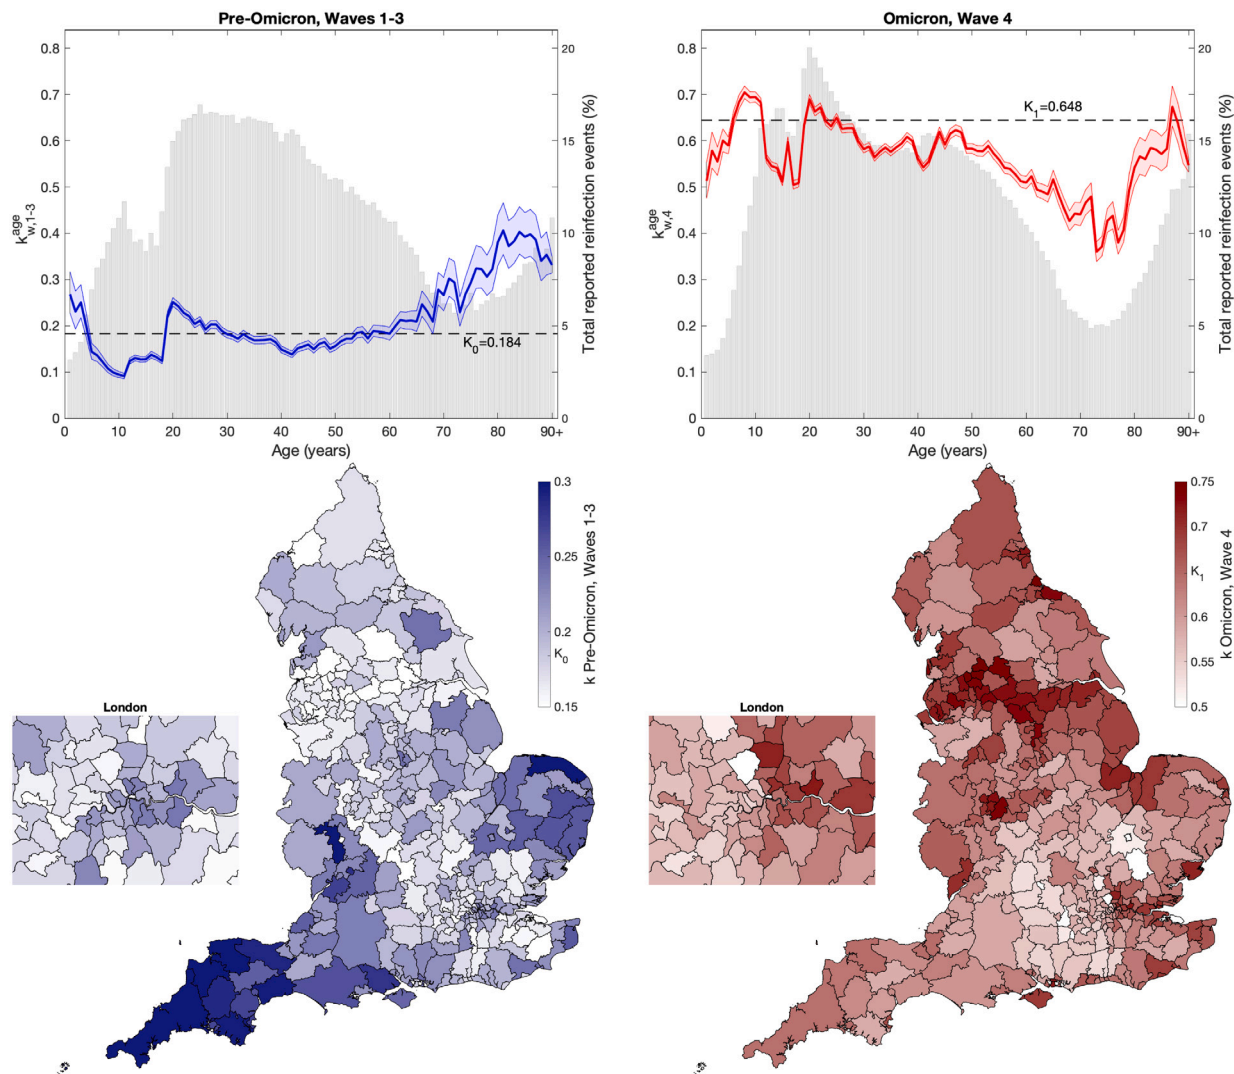 Pre-Omicron, Waves 1-3
0.8
0.7
0.6
0.5
0.4
0.3
0.2
0.1
0
k_{w,1-3}^{age}
20
15
10
5
0
Total reported reinfection events (%)
K₀=0.184
0 10 20 30 40 50 60 70 80 90+
Age (years)
Omicron, Wave 4
0.8
0.7
0.6
0.5
0.4
0.3
0.2
0.1
0
k_{w,4}^{age}
20
15
10
5
0
Total reported reinfection events (%)
K₁=0.648
0 10 20 30 40 50 60 70 80 90+
Age (years)
0.3
0.25
0.2
K₀
0.15
k Pre-Omicron, Waves 1-3
London
0.75
0.7
K₁
0.6
0.55
0.5
k Omicron, Wave 4
London